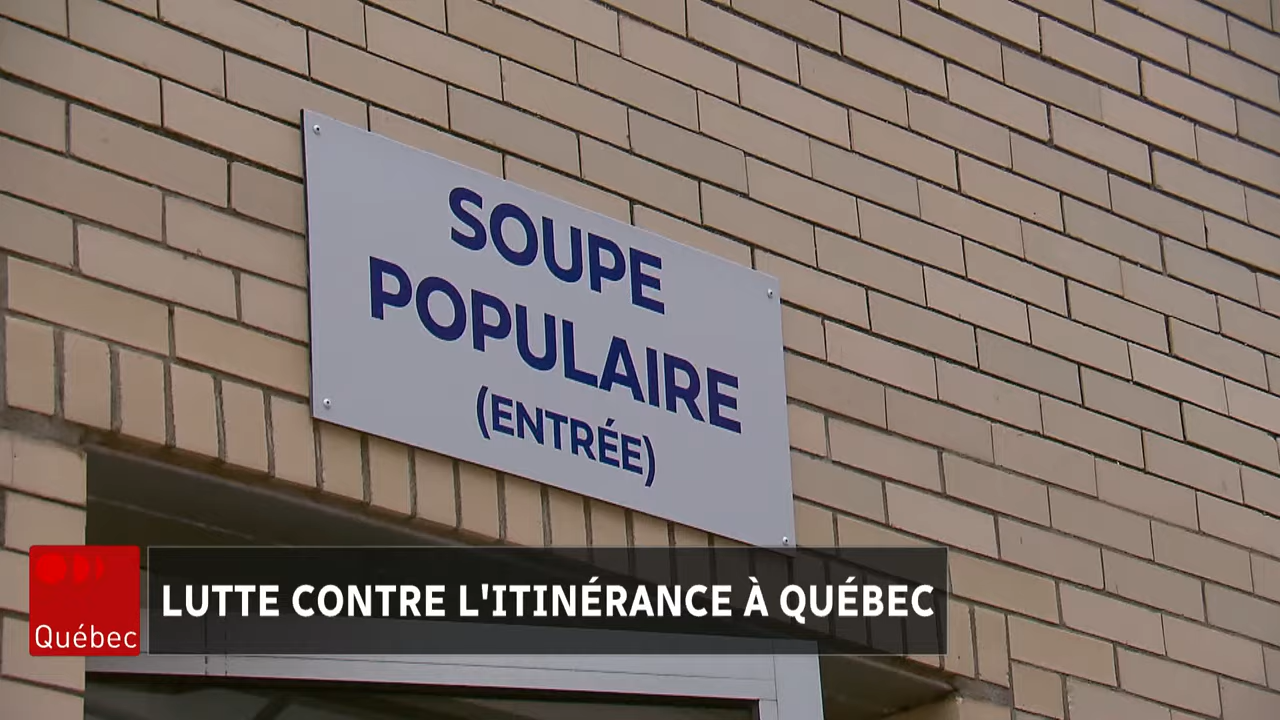 SOUPE
POPULAIRE
(ENTRÉE)
LUTTE CONTRE L'ITINÉRANCE À QUÉBEC
Québec